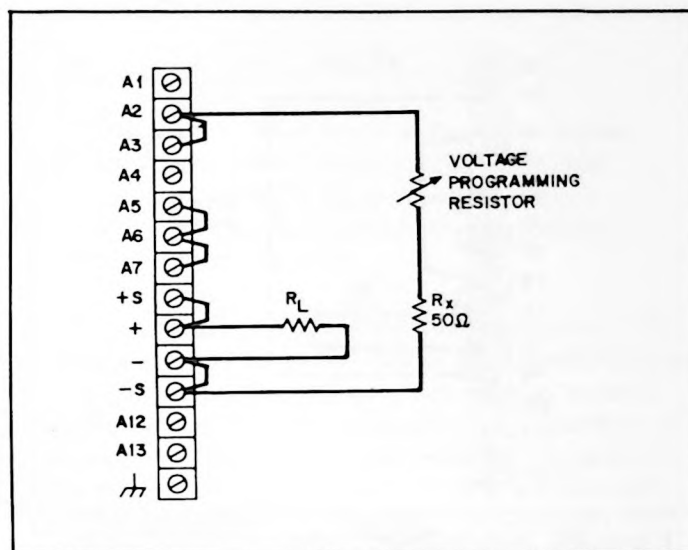 A1
A2
A3
A4
A5
A6
A7
+S
+
-
-S
A12
A13
VOLTAGE
PROGRAMMING
RESISTOR
RL
RX
50Ω